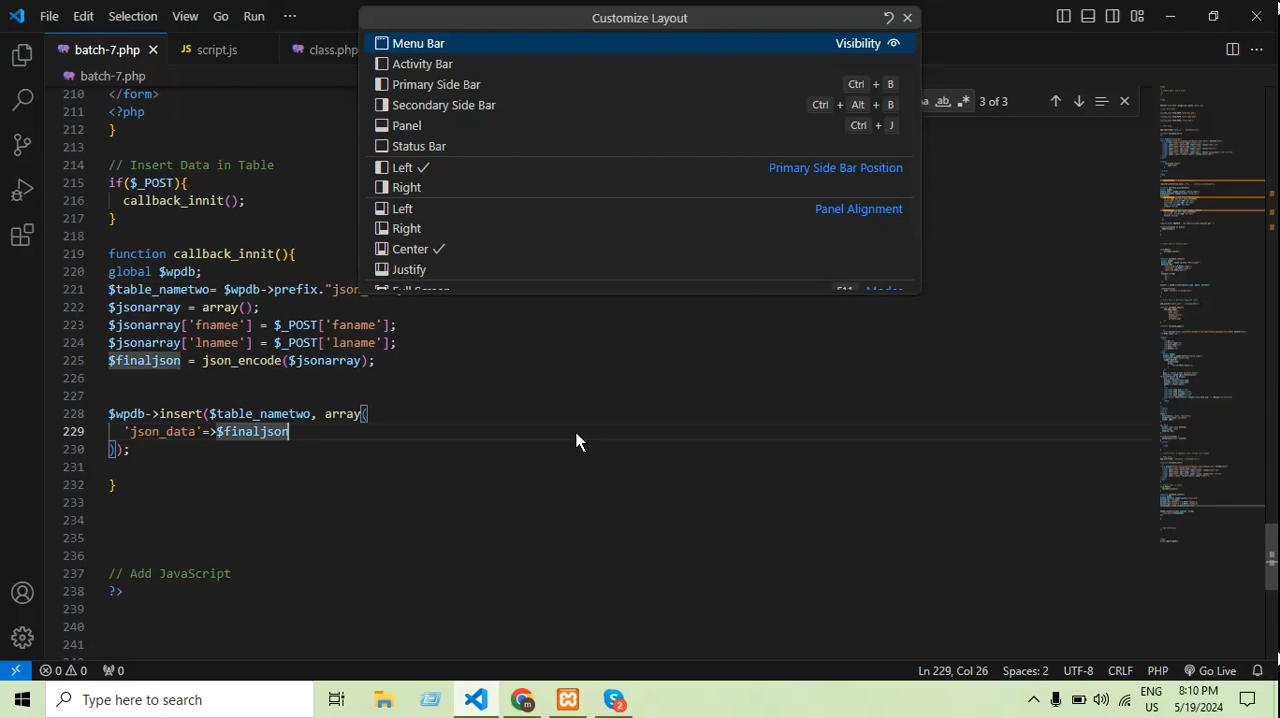 File Edit Selection View Go Run ···
Customize Layout
batch-7.php
JS script.js
class.php
batch-7.php
Menu Bar Visibility
Activity Bar
Primary Side Bar Ctrl + B
Secondary Side Bar Ctrl + Alt + B
Panel Ctrl + J
Status Bar
Left ✓ Primary Side Bar Position
Right
Left Panel Alignment
Right
Center ✓
Justify
ab 3 of 3
210 </form>
211 <?php
212 }
213
214 // Insert Data in Table
215 if($_POST){
216 callback_innit();
217 }
218
219 function callback_innit(){
220 global $wpdb;
221 $table_nametwo= $wpdb->prefix."json_
222 $jsonarray = array();
223 $jsonarray['fnamee'] = $_POST['faname'];
224 $jsonarray['lnamee'] = $_POST['laname'];
225 $finaljson = json_encode($jsonarray);
226
227
228 $wpdb->insert($table_nametwo, array(
229 'json_data'=>$finaljson
230 ));
231
232 }
233
234
235
236
237 // Add JavaScript
238 ?>
239
240
241
0 0 0 Ln 229, Col 26 Spaces: 2 UTF-8 CRLF PHP Go Live
Type here to search
m
2
ENG
US
8:10 PM
5/19/2024